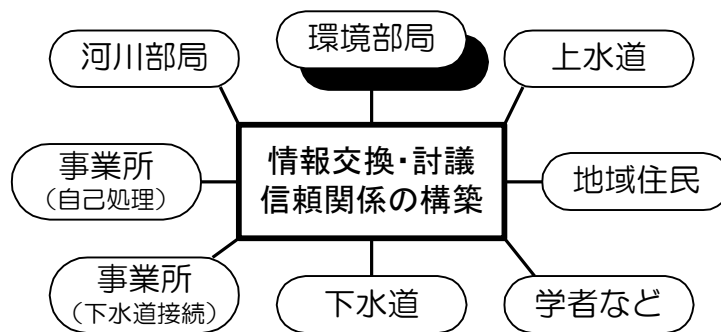 環境部局
河川部局
上水道
情報交換・討議
信頼関係の構築
事業所
（自己処理）
地域住民
事業所
（下水道接続）
下水道
学者など